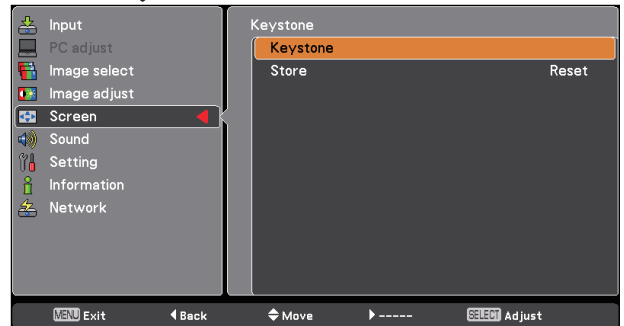 Input
PC adjust
Image select
Image adjust
Screen
Sound
Setting
Information
Network
Keystone
Keystone
Store Reset
MENU Exit Back Move ----- SELECT Adjust